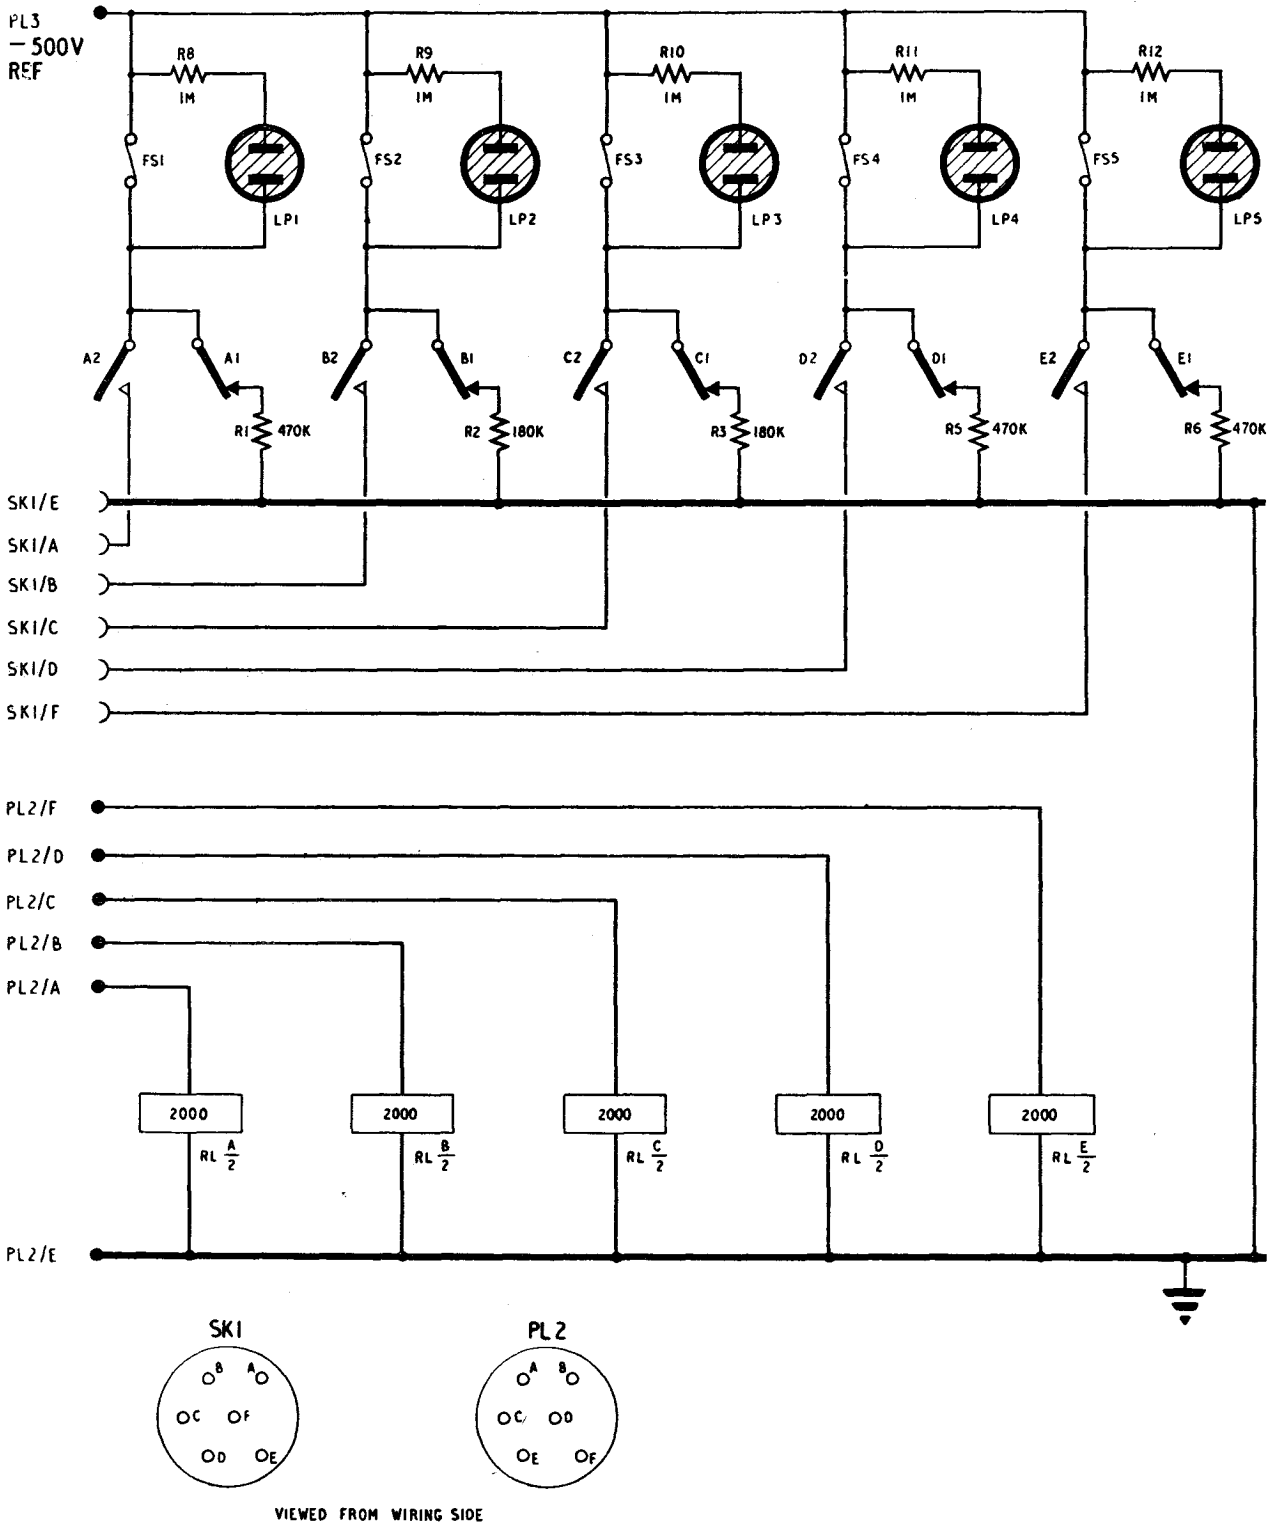 PL3
-500V
REF
R8
1M
R9
1M
R10
1M
R11
1M
R12
1M
FS1
LP1
FS2
LP2
FS3
LP3
FS4
LP4
FS5
LP5
A2
A1
B2
B1
C2
C1
D2
D1
E2
E1
R1 470K
R2 180K
R3 180K
R5 470K
R6 470K
SK1/E
SK1/A
SK1/B
SK1/C
SK1/D
SK1/F
PL2/F
PL2/D
PL2/C
PL2/B
PL2/A
2000
2000
2000
2000
2000
RL A/2
RL B/2
RL C/2
RL D/2
RL E/2
PL2/E
SK1
B A
C F
D E
PL2
A B
C D
E F
VIEWED FROM WIRING SIDE